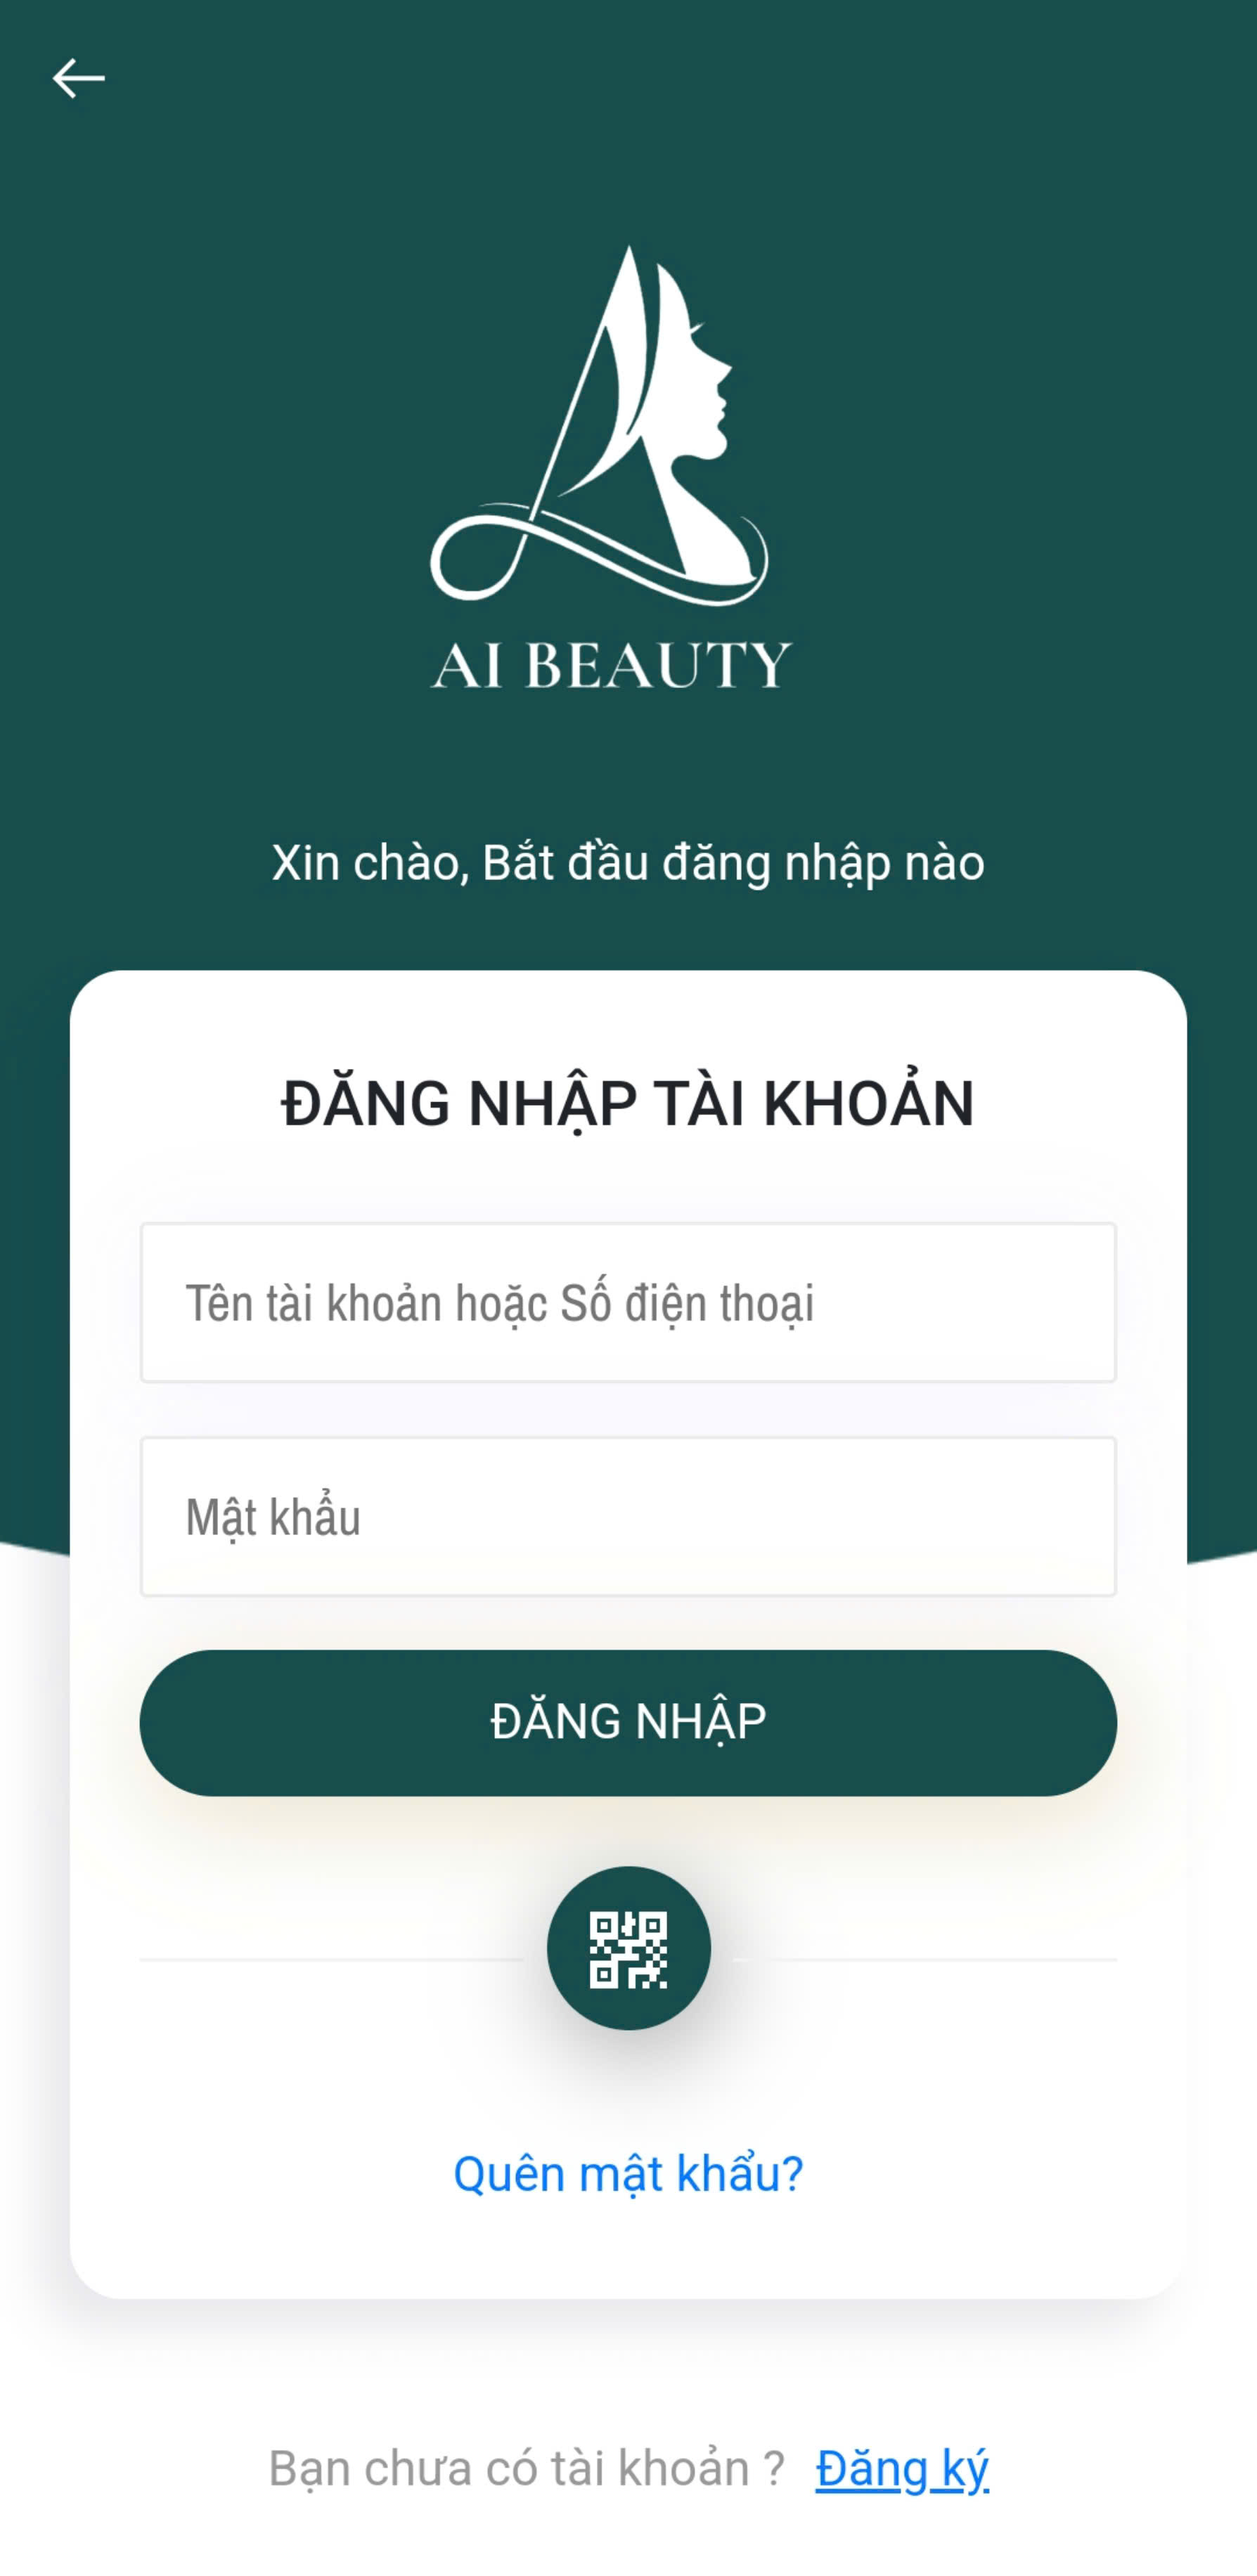 AI BEAUTY
Xin chào, Bắt đầu đăng nhập nào
ĐĂNG NHẬP TÀI KHOẢN
Tên tài khoản hoặc Số điện thoại
Mật khẩu
ĐĂNG NHẬP
Quên mật khẩu?
Bạn chưa có tài khoản ? Đăng ký